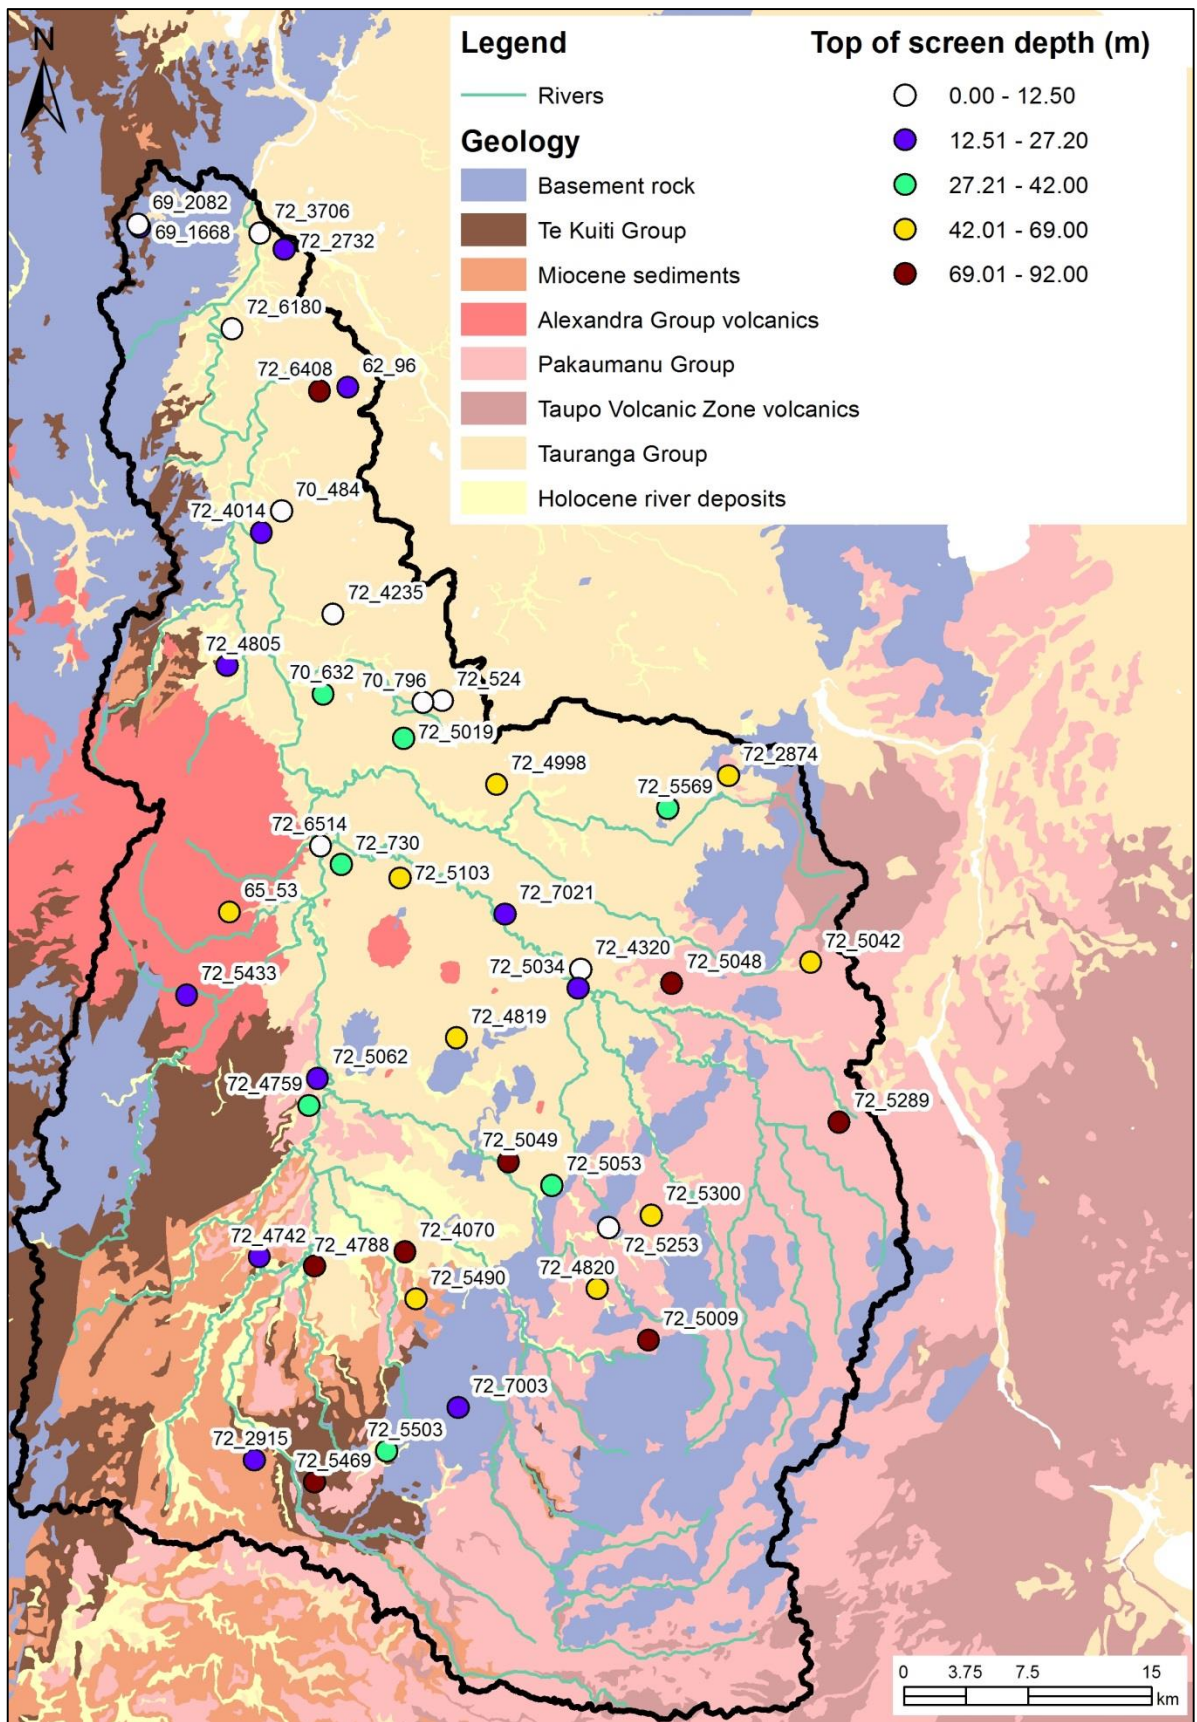 N
Legend
Rivers
Geology
Basement rock
Te Kuiti Group
Miocene sediments
Alexandra Group volcanics
Pakaumanu Group
Taupo Volcanic Zone volcanics
Tauranga Group
Holocene river deposits
Top of screen depth (m)
0.00 - 12.50
12.51 - 27.20
27.21 - 42.00
42.01 - 69.00
69.01 - 92.00
69_2082
69_1668
72_3706
72_2732
72_6180
72_6408
62_96
70_484
72_4014
72_4235
72_4805
70_632
70_796
72_524
72_5019
72_4998
72_2874
72_5569
72_6514
72_730
72_5103
65_53
72_7021
72_4320
72_5034
72_5048
72_5042
72_5433
72_4819
72_5062
72_4759
72_5289
72_5049
72_5053
72_5300
72_5253
72_4742
72_4788
72_4070
72_4820
72_5490
72_5009
72_7003
72_5503
72_2915
72_5469
0 3.75 7.5 15
km